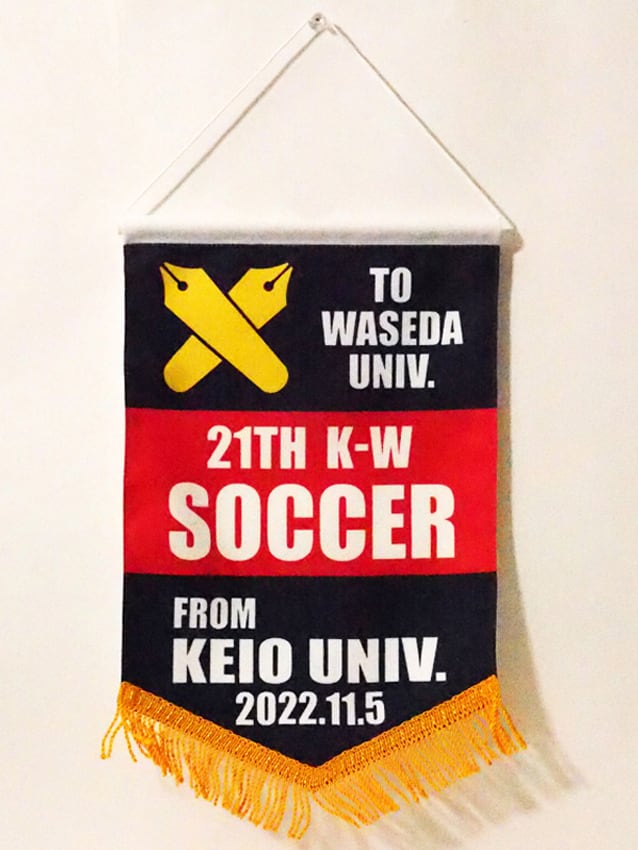 TO
WASEDA
UNIV.
21TH K-W
SOCCER
FROM
KEIO UNIV.
2022.11.5